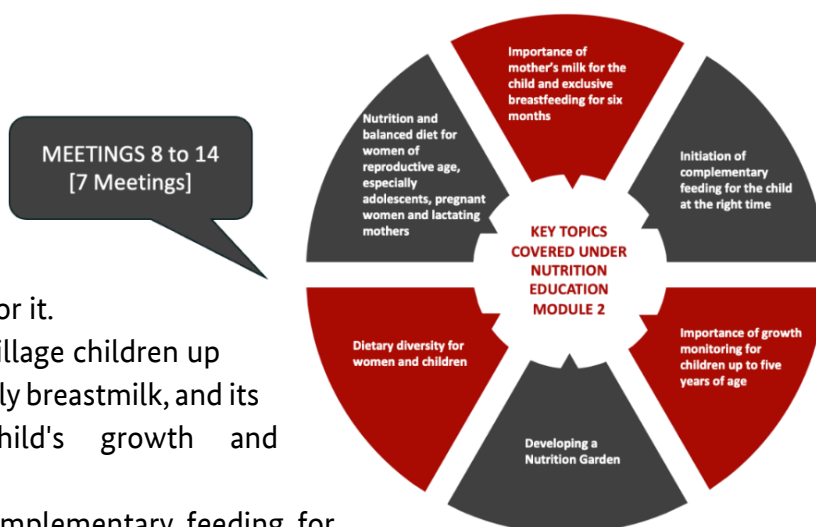 MEETINGS 8 to 14
[7 Meetings]
or it.
illage children up
ly breastmilk, and its
hild's growth and
mplementary feeding for
Importance of
mother's milk for the
child and exclusive
breastfeeding for six
months
Initiation of
complementary
feeding for the child
at the right time
Importance of growth
monitoring for
children up to five
years of age
Developing a
Nutrition Garden
Dietary diversity for
women and children
Nutrition and
balanced diet for
women of
reproductive age,
especially
adolescents, pregnant
women and lactating
mothers
KEY TOPICS
COVERED UNDER
NUTRITION
EDUCATION
MODULE 2